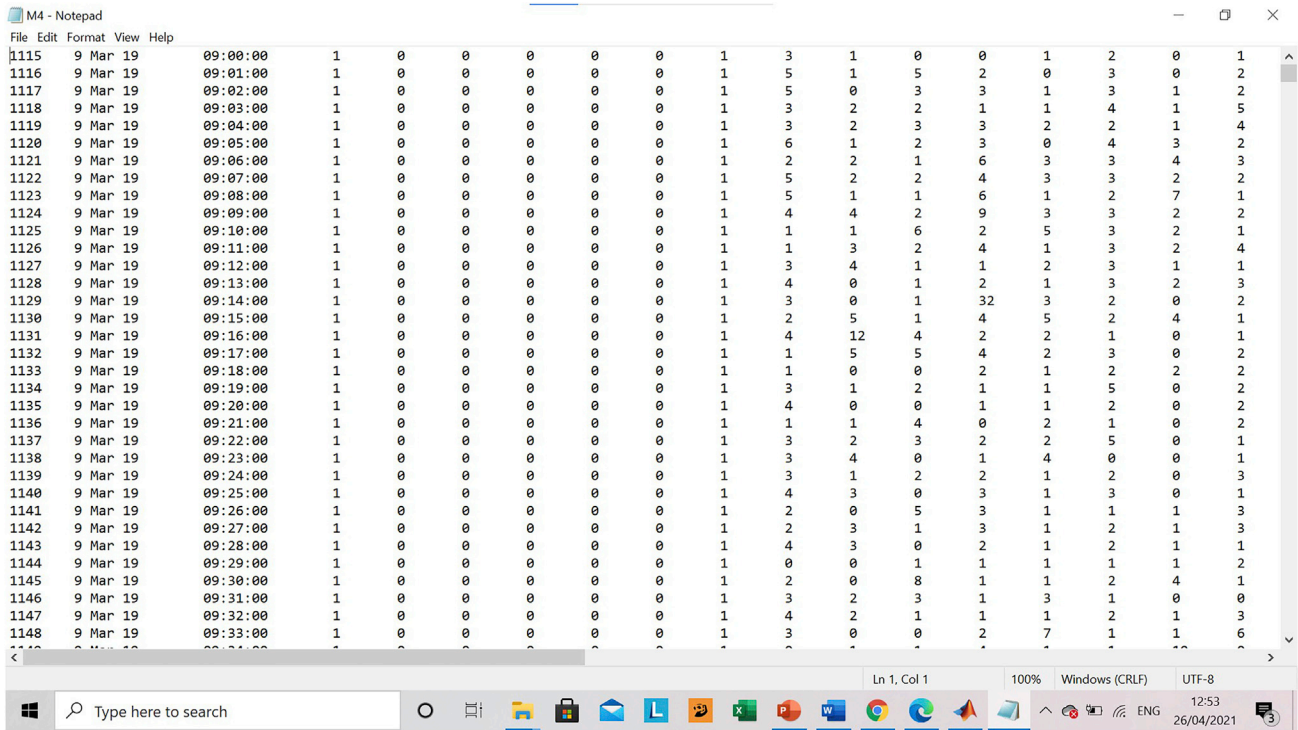 M4 - Notepad
File Edit Format View Help
1115 9 Mar 19 09:00:00 1 0 0 0 0 0 1 3 1 0 0 1 2 0 1
1116 9 Mar 19 09:01:00 1 0 0 0 0 0 1 5 1 5 2 0 3 0 2
1117 9 Mar 19 09:02:00 1 0 0 0 0 0 1 5 0 3 3 1 3 1 2
1118 9 Mar 19 09:03:00 1 0 0 0 0 0 1 3 2 2 1 1 4 1 5
1119 9 Mar 19 09:04:00 1 0 0 0 0 0 1 3 2 3 3 2 2 1 4
1120 9 Mar 19 09:05:00 1 0 0 0 0 0 1 6 1 2 3 0 4 3 2
1121 9 Mar 19 09:06:00 1 0 0 0 0 0 1 2 2 1 6 3 3 4 3
1122 9 Mar 19 09:07:00 1 0 0 0 0 0 1 5 2 2 4 3 3 2 2
1123 9 Mar 19 09:08:00 1 0 0 0 0 0 1 5 1 1 6 1 2 7 1
1124 9 Mar 19 09:09:00 1 0 0 0 0 0 1 4 4 2 9 3 3 2 2
1125 9 Mar 19 09:10:00 1 0 0 0 0 0 1 1 1 6 2 5 3 2 1
1126 9 Mar 19 09:11:00 1 0 0 0 0 0 1 1 3 2 4 1 3 2 4
1127 9 Mar 19 09:12:00 1 0 0 0 0 0 1 3 4 1 1 2 3 1 1
1128 9 Mar 19 09:13:00 1 0 0 0 0 0 1 4 0 1 2 1 3 2 3
1129 9 Mar 19 09:14:00 1 0 0 0 0 0 1 3 0 1 32 3 2 0 2
1130 9 Mar 19 09:15:00 1 0 0 0 0 0 1 2 5 1 4 5 2 4 1
1131 9 Mar 19 09:16:00 1 0 0 0 0 0 1 4 12 4 2 2 1 0 1
1132 9 Mar 19 09:17:00 1 0 0 0 0 0 1 1 5 5 4 2 3 0 2
1133 9 Mar 19 09:18:00 1 0 0 0 0 0 1 1 0 0 2 1 2 2 2
1134 9 Mar 19 09:19:00 1 0 0 0 0 0 1 3 1 2 1 1 5 0 2
1135 9 Mar 19 09:20:00 1 0 0 0 0 0 1 4 0 0 1 1 2 0 2
1136 9 Mar 19 09:21:00 1 0 0 0 0 0 1 1 1 4 0 2 1 0 2
1137 9 Mar 19 09:22:00 1 0 0 0 0 0 1 3 2 3 2 2 5 0 1
1138 9 Mar 19 09:23:00 1 0 0 0 0 0 1 3 4 0 1 4 0 0 1
1139 9 Mar 19 09:24:00 1 0 0 0 0 0 1 3 1 2 2 1 2 0 3
1140 9 Mar 19 09:25:00 1 0 0 0 0 0 1 4 3 0 3 1 3 0 1
1141 9 Mar 19 09:26:00 1 0 0 0 0 0 1 2 0 5 3 1 1 1 3
1142 9 Mar 19 09:27:00 1 0 0 0 0 0 1 2 3 1 3 1 2 1 3
1143 9 Mar 19 09:28:00 1 0 0 0 0 0 1 4 3 0 2 1 2 1 1
1144 9 Mar 19 09:29:00 1 0 0 0 0 0 1 0 0 1 1 1 1 1 2
1145 9 Mar 19 09:30:00 1 0 0 0 0 0 1 2 0 8 1 1 2 4 1
1146 9 Mar 19 09:31:00 1 0 0 0 0 0 1 3 2 3 1 3 1 0 0
1147 9 Mar 19 09:32:00 1 0 0 0 0 0 1 4 2 1 1 1 2 1 3
1148 9 Mar 19 09:33:00 1 0 0 0 0 0 1 3 0 0 2 7 1 1 6
Ln 1, Col 1 100% Windows (CRLF) UTF-8
Type here to search
ENG
12:53
26/04/2021
3